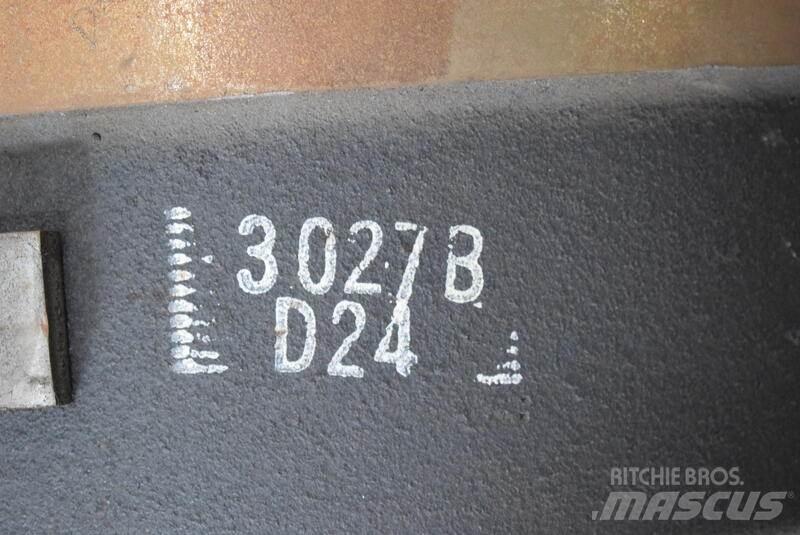 3027B
D24
RITCHIE BROS.
MASCUS